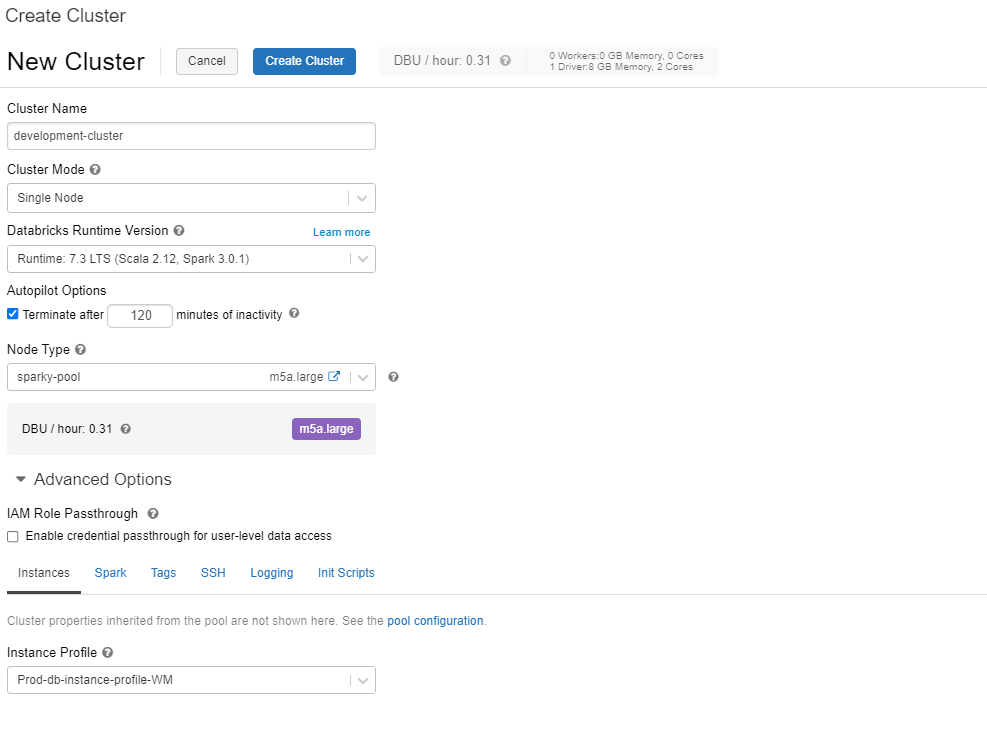 Create Cluster
New Cluster
Cancel
Create Cluster
DBU / hour: 0.31
0 Workers:0 GB Memory, 0 Cores
1 Driver:8 GB Memory, 2 Cores
Cluster Name
development-cluster
Cluster Mode
Single Node
Databricks Runtime Version
Learn more
Runtime: 7.3 LTS (Scala 2.12, Spark 3.0.1)
Autopilot Options
Terminate after 120 minutes of inactivity
Node Type
sparky-pool m5a.large
DBU / hour: 0.31 m5a.large
Advanced Options
IAM Role Passthrough
Enable credential passthrough for user-level data access
Instances Spark Tags SSH Logging Init Scripts
Cluster properties inherited from the pool are not shown here. See the pool configuration.
Instance Profile
Prod-db-instance-profile-WM